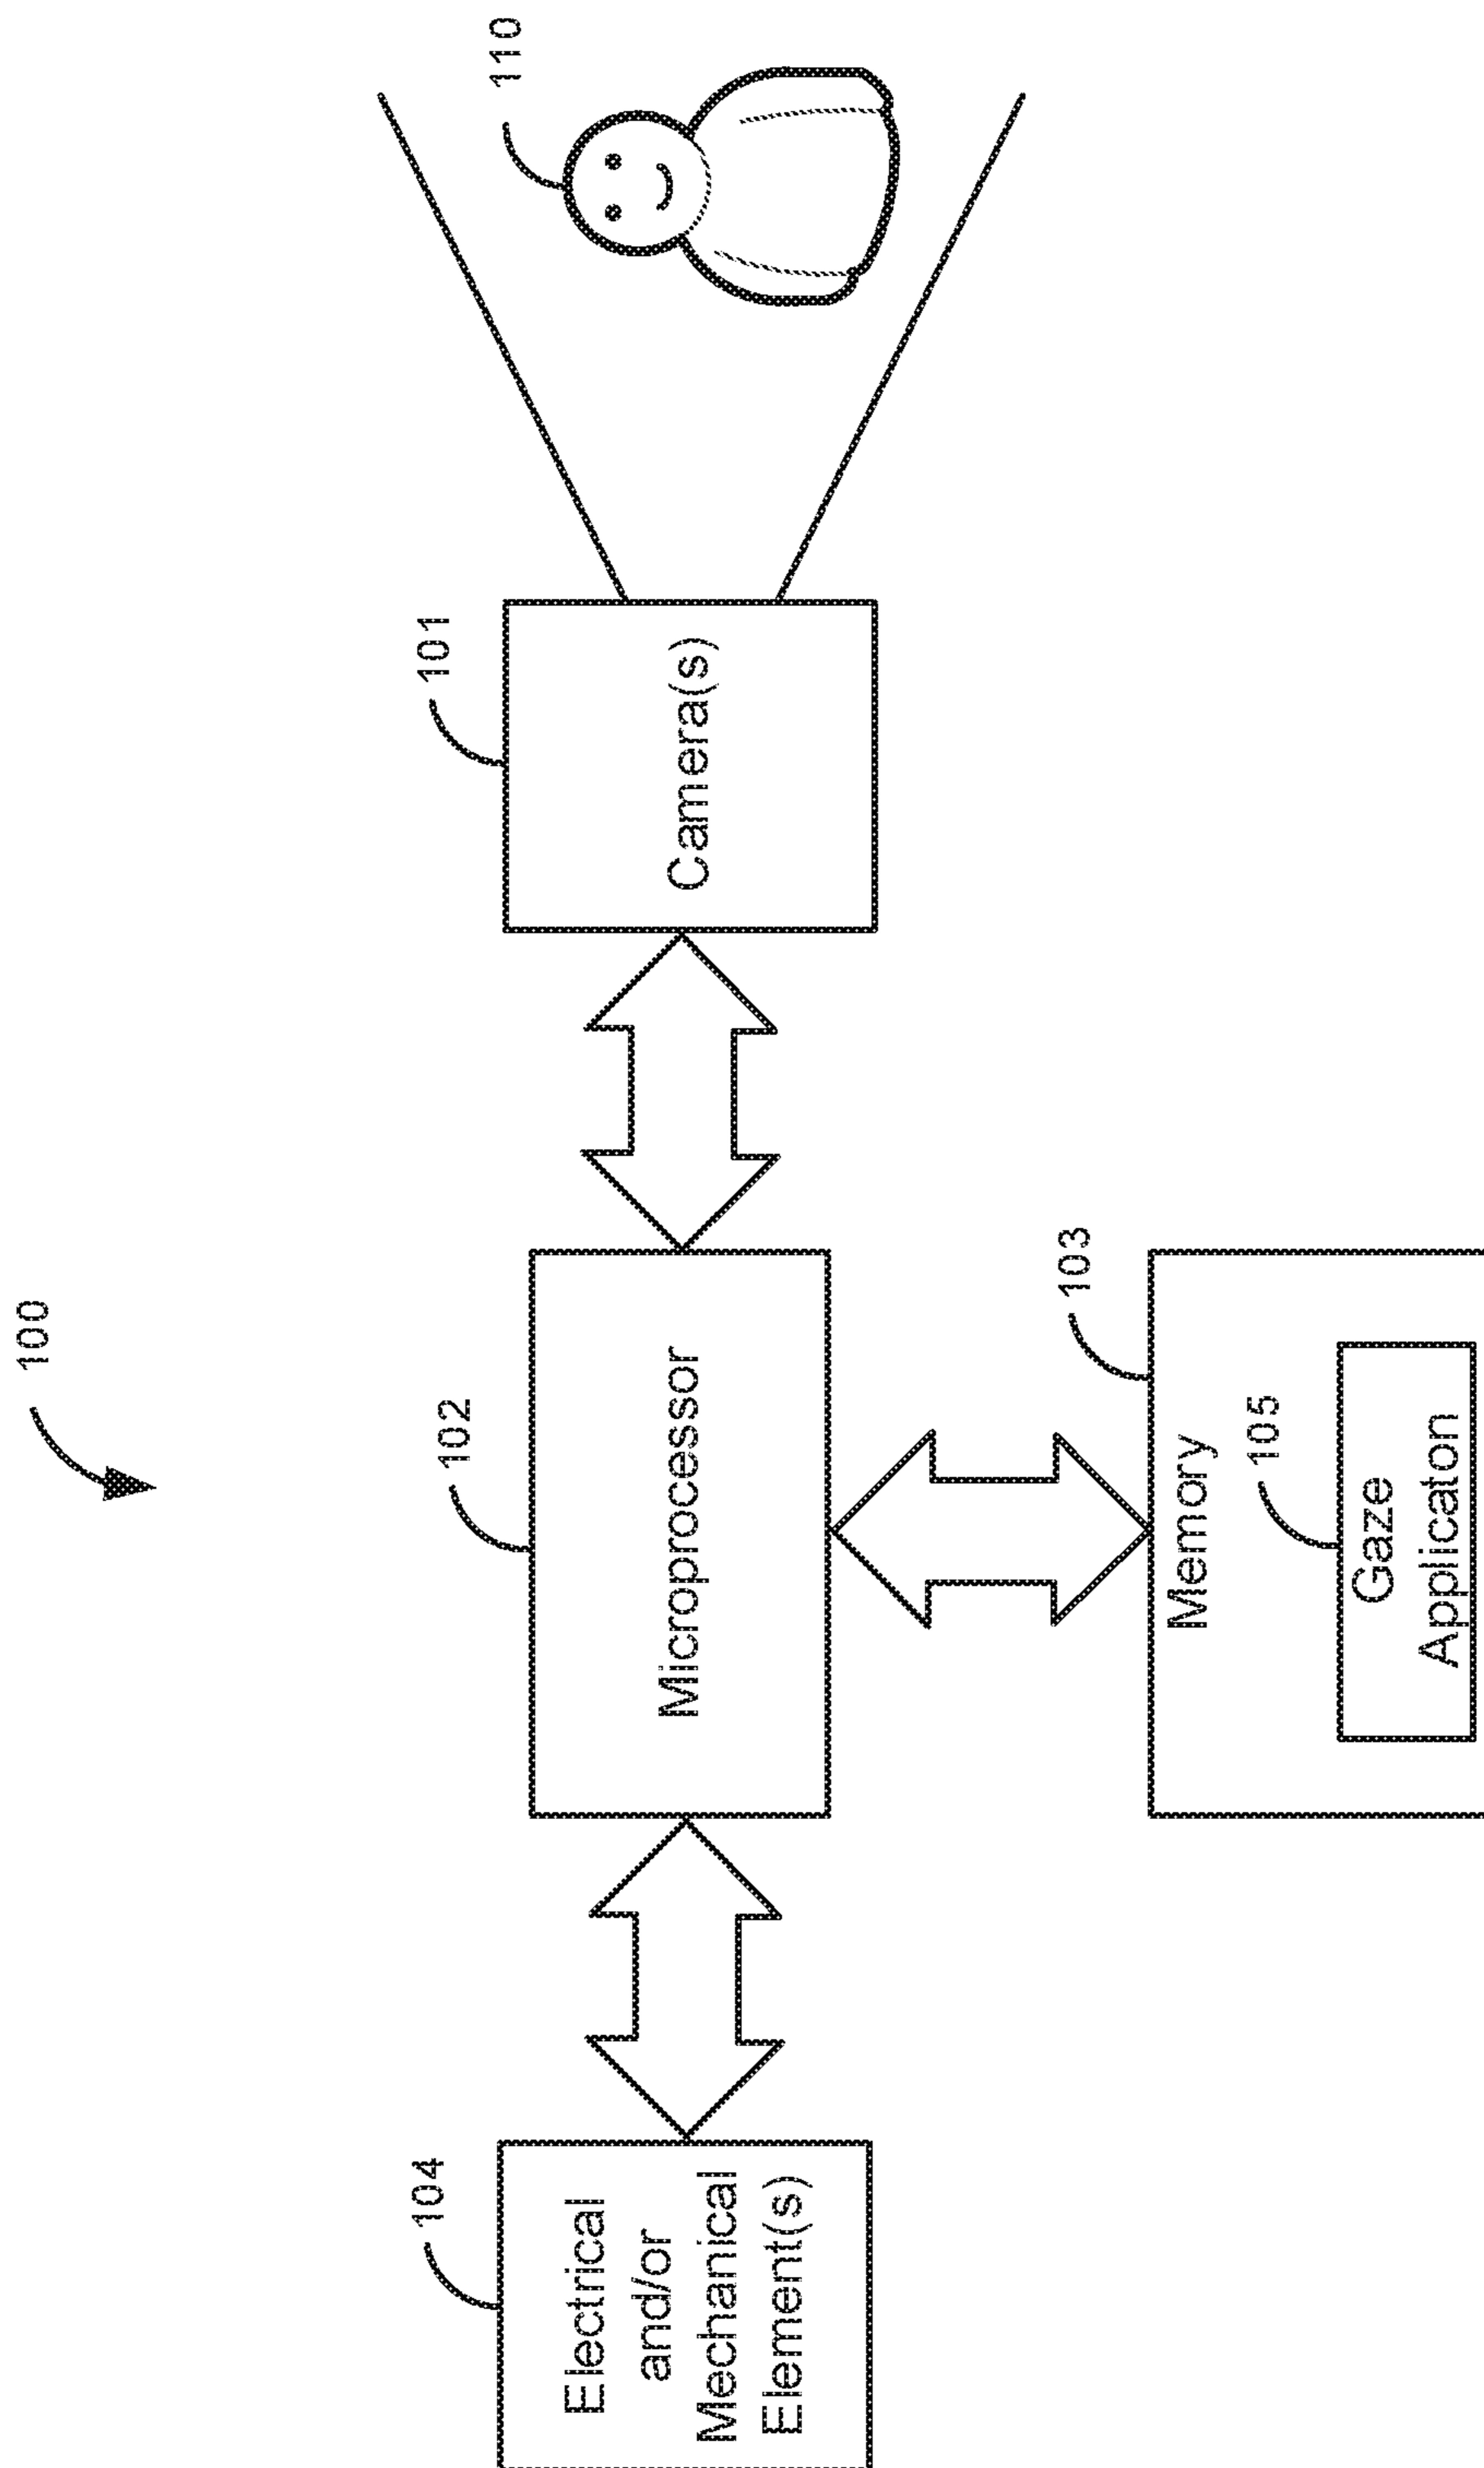 100
104
Electrical
and/or
Mechanical
Element(s)
102
Microprocessor
101
Camera(s)
110
103
Memory
105
Gaze
Applicaton